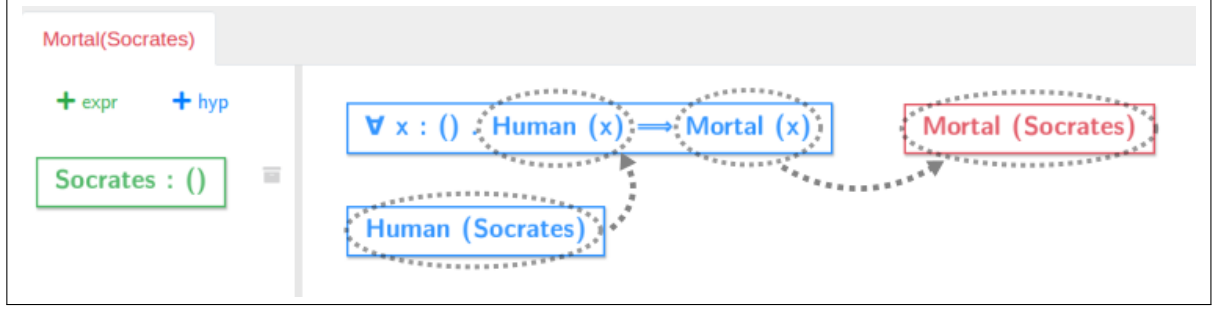 Mortal(Socrates)
+ expr + hyp
∀ x : () . Human (x) ⟹ Mortal (x)
Mortal (Socrates)
Socrates : ()
Human (Socrates)